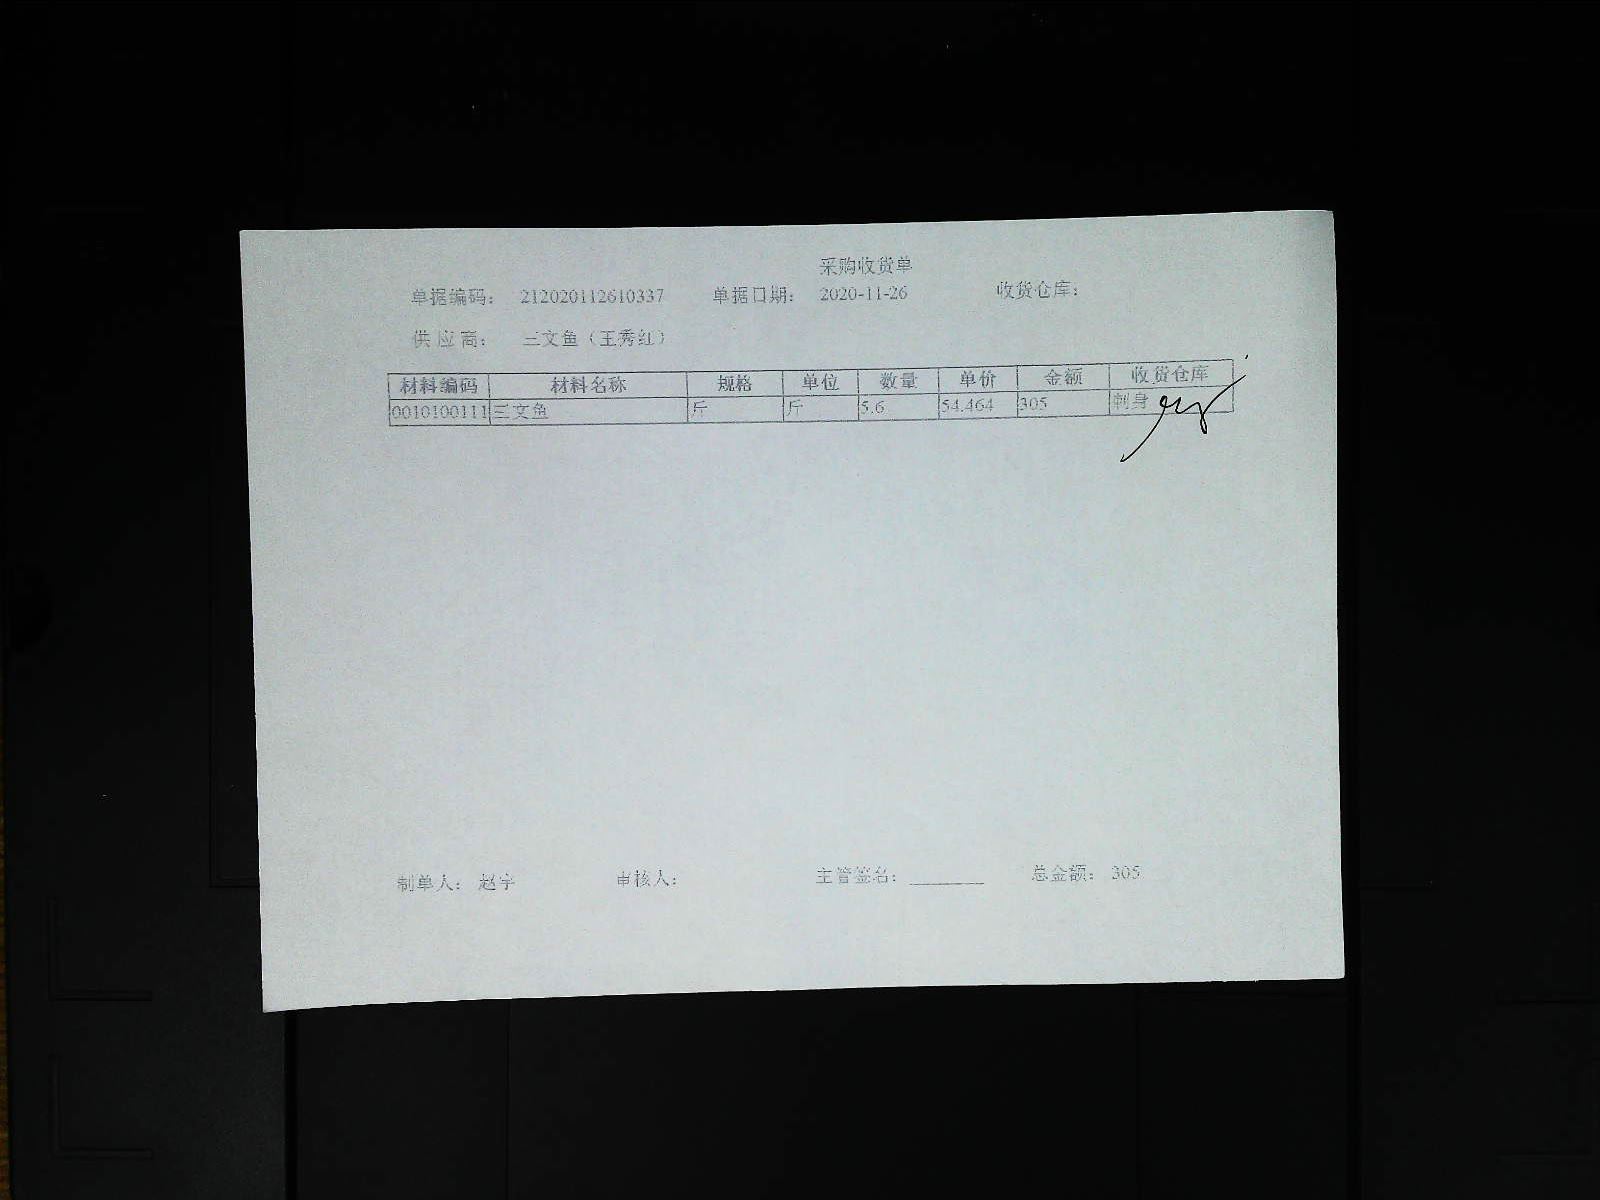 采购收货单
单据编码： 212020112610337 单据日期： 2020-11-26 收货仓库：
供 应 商： 三文鱼（王秀红）
材料编码 材料名称 规格 单位 数量 单价 金额 收货仓库
0010100111 三文鱼 斤 斤 5.6 54.464 305 刺身
制单人： 赵宇 审核人： 主管签名： ________ 总金额： 305